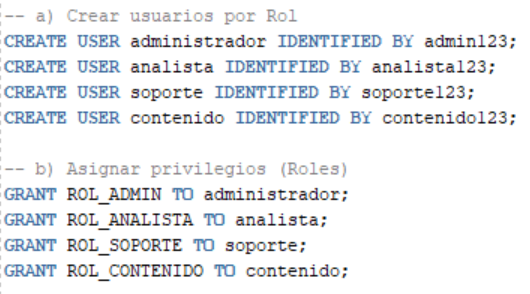 -- a) Crear usuarios por Rol
CREATE USER administrador IDENTIFIED BY admin123;
CREATE USER analista IDENTIFIED BY analista123;
CREATE USER soporte IDENTIFIED BY soporte123;
CREATE USER contenido IDENTIFIED BY contenido123;
-- b) Asignar privilegios (Roles)
GRANT ROL_ADMIN TO administrador;
GRANT ROL_ANALISTA TO analista;
GRANT ROL_SOPORTE TO soporte;
GRANT ROL_CONTENIDO TO contenido;